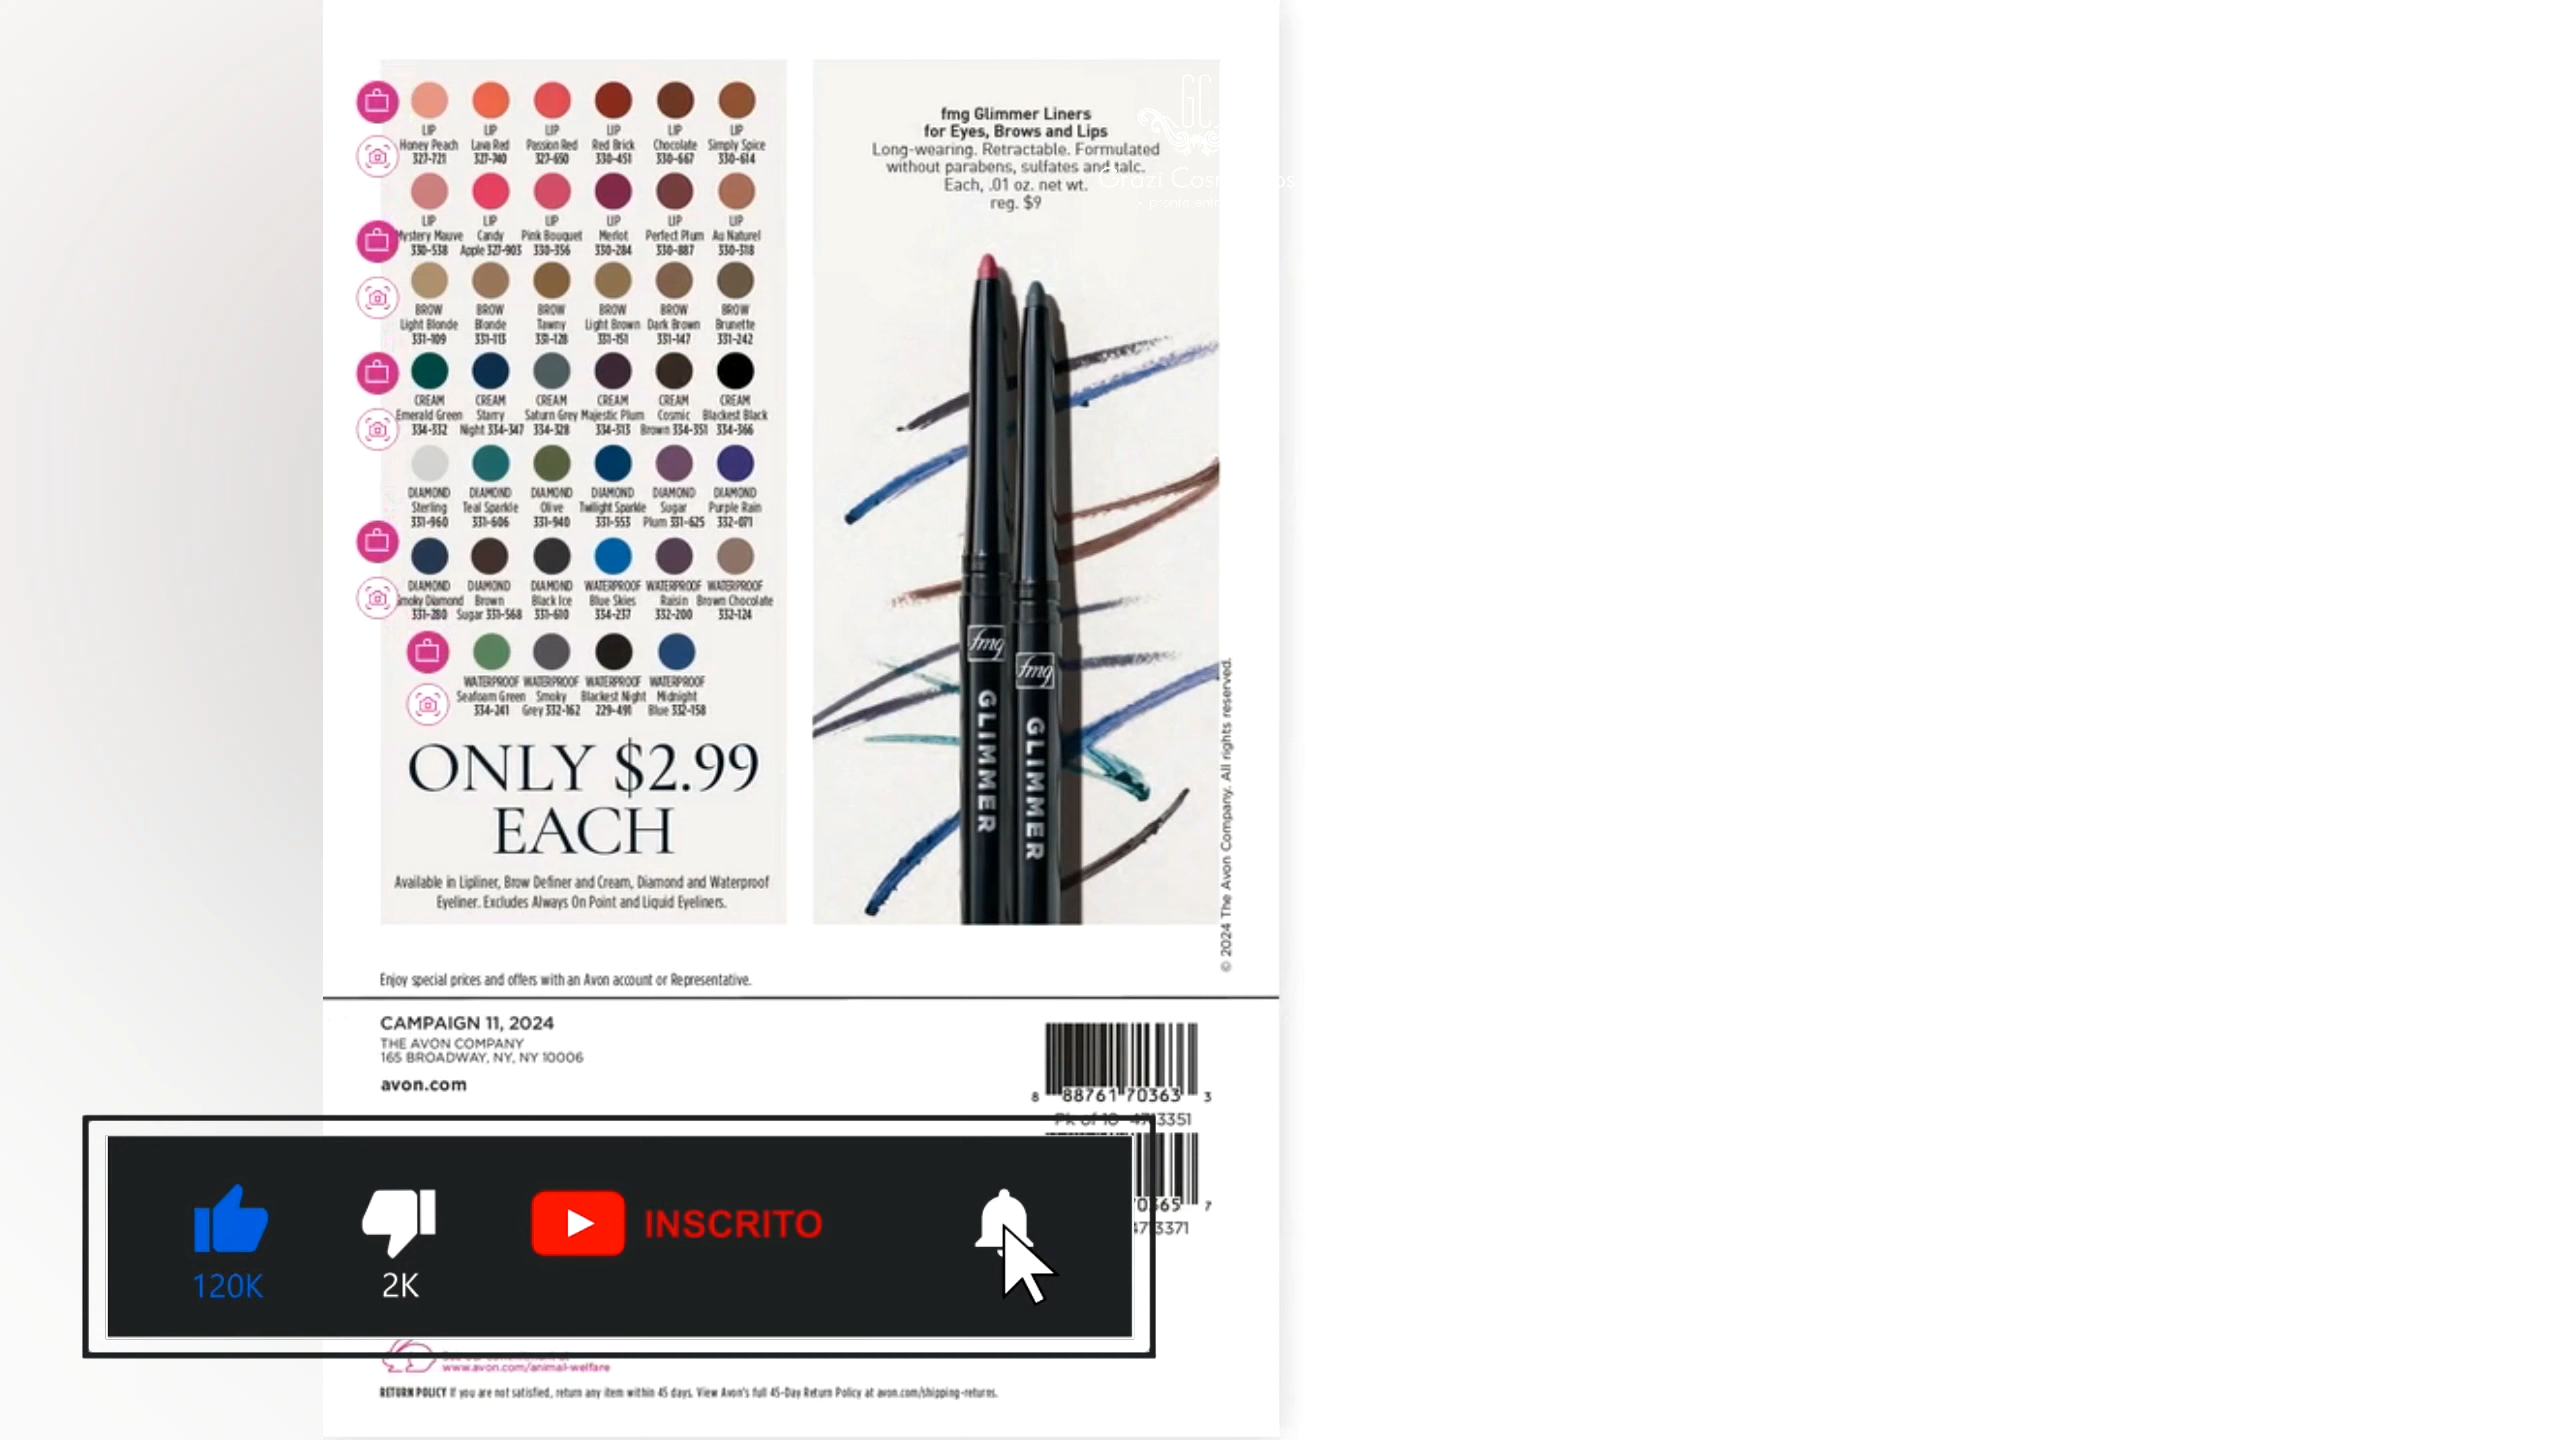 LIP LIP LIP LIP LIP LIP
Honey Peach Lava Red Passion Red Red Brick Chocolate Simply Spice
327-721 327-740 327-650 330-451 330-667 330-614
LIP LIP LIP LIP LIP LIP
Mystery Mauve Candy Pink Bouquet Merlot Perfect Plum Au Naturel
330-538 Apple 327-903 330-356 330-284 330-887 330-318
BROW BROW BROW BROW BROW BROW
Light Blonde Blonde Tawny Light Brown Dark Brown Brunette
331-109 331-113 331-128 331-151 331-147 331-242
CREAM CREAM CREAM CREAM CREAM CREAM
Emerald Green Starry Saturn Grey Majestic Plum Cosmic Blackest Black
334-332 Night 334-347 334-328 334-313 Brown 334-351 334-366
DIAMOND DIAMOND DIAMOND DIAMOND DIAMOND DIAMOND
Sterling Teal Sparkle Olive Twilight Sparkle Sugar Purple Rain
331-960 331-606 331-940 331-553 Plum 331-625 332-071
DIAMOND DIAMOND DIAMOND WATERPROOF WATERPROOF WATERPROOF
Smoky Diamond Brown Black Ice Blue Skies Raisin Brown Chocolate
331-280 Sugar 331-568 331-610 334-237 332-200 332-124
WATERPROOF WATERPROOF WATERPROOF WATERPROOF
Seafoam Green Smoky Blackest Night Midnight
334-241 Grey 332-162 229-491 Blue 332-158
ONLY $2.99
EACH
Available in Lipliner, Brow Definer and Cream, Diamond and Waterproof
Eyeliner. Excludes Always On Point and Liquid Eyeliners.
fmg Glimmer Liners
for Eyes, Brows and Lips
Long-wearing. Retractable. Formulated
without parabens, sulfates and talc.
Each, .01 oz. net wt.
reg. $9
GC
Orazi
fmg
GLIMMER
fmg
GLIMMER
© 2024 The Avon Company. All rights reserved.
Enjoy special prices and offers with an Avon account or Representative.
CAMPAIGN 11, 2024
THE AVON COMPANY
165 BROADWAY, NY, NY 10006
avon.com
8 88761 70363 3
Pk of 10
7
INSCRITO
120K
2K
www.avon.com/animal-welfare
RETURN POLICY If you are not satisfied, return any item within 45 days. View Avon's full 45-Day Return Policy at avon.com/shipping-returns.